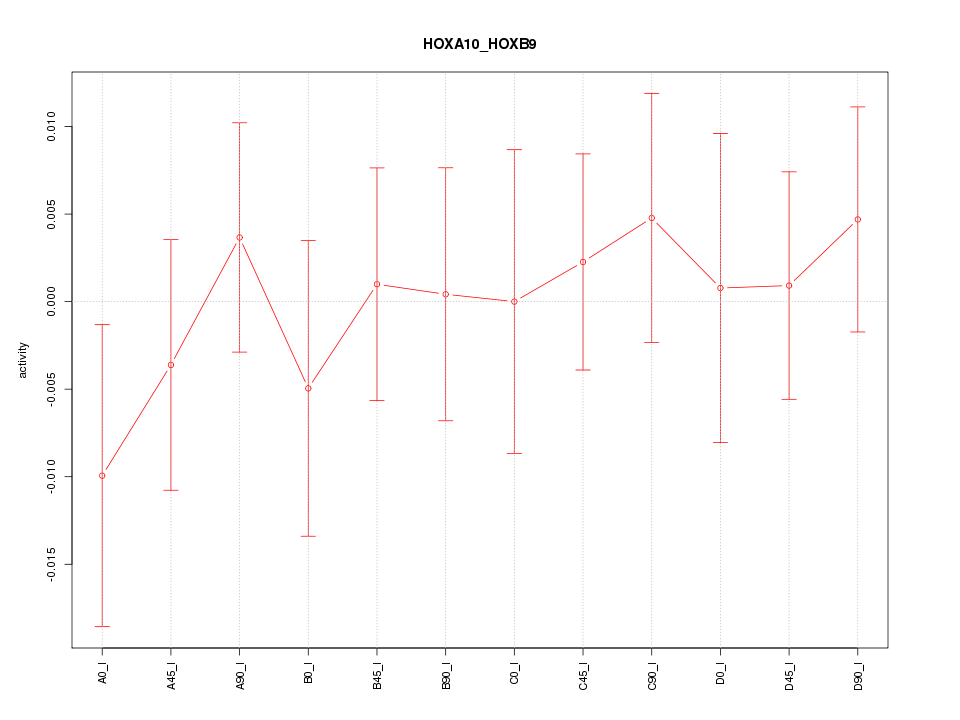 HOXA10_HOXB9
activity
0.010
0.005
0.000
-0.005
-0.010
-0.015
A0_I
A45_I
A90_I
B0_I
B45_I
B90_I
C0_I
C45_I
C90_I
D0_I
D45_I
D90_I